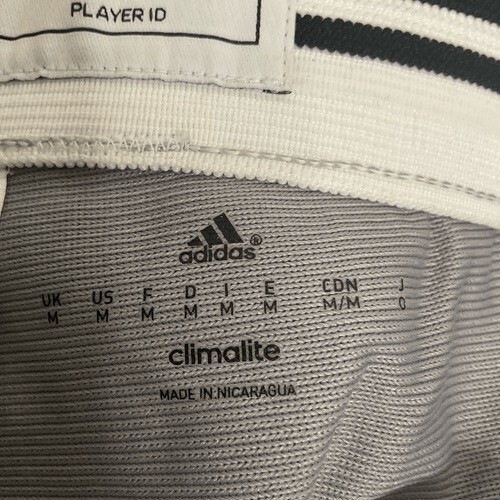 PLAYER ID
adidas®
UK US F D I E CDN J
M M M M M M M/M O
climalite
MADE IN NICARAGUA